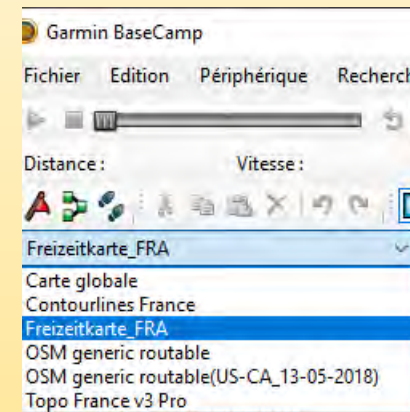 Garmin BaseCamp
Fichier Edition Périphérique Recherch
Distance : Vitesse :
Freizeitkarte_FRA
Carte globale
Contourlines France
Freizeitkarte_FRA
OSM generic routable
OSM generic routable(US-CA_13-05-2018)
Topo France v3 Pro